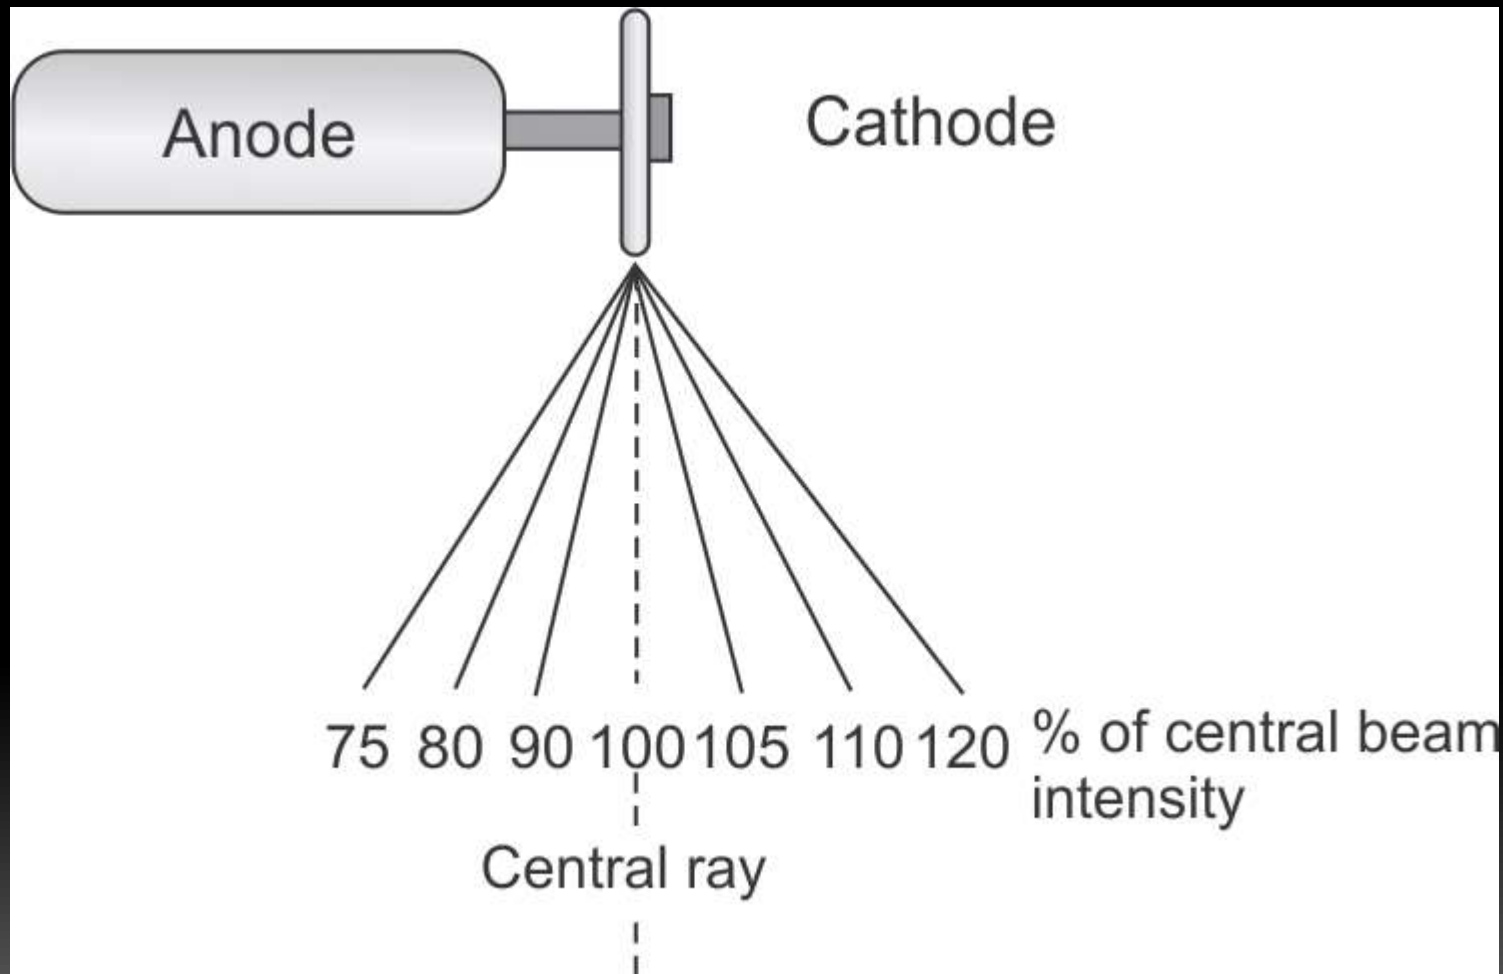 Anode
Cathode
75 80 90 100 105 110 120 % of central beam
intensity
Central ray